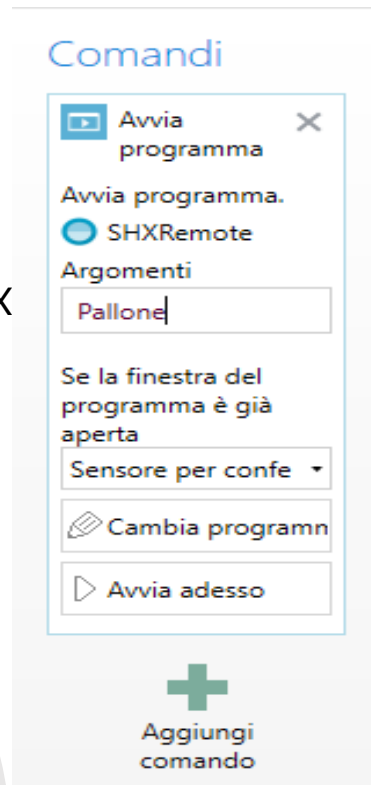 Comandi
Avvia
programma
Avvia programma.
SHXRemote
Argomenti
X
Pallone
Se la finestra del
programma è già
aperta
Sensore per confe
Cambia programn
Avvia adesso
Aggiungi
comando